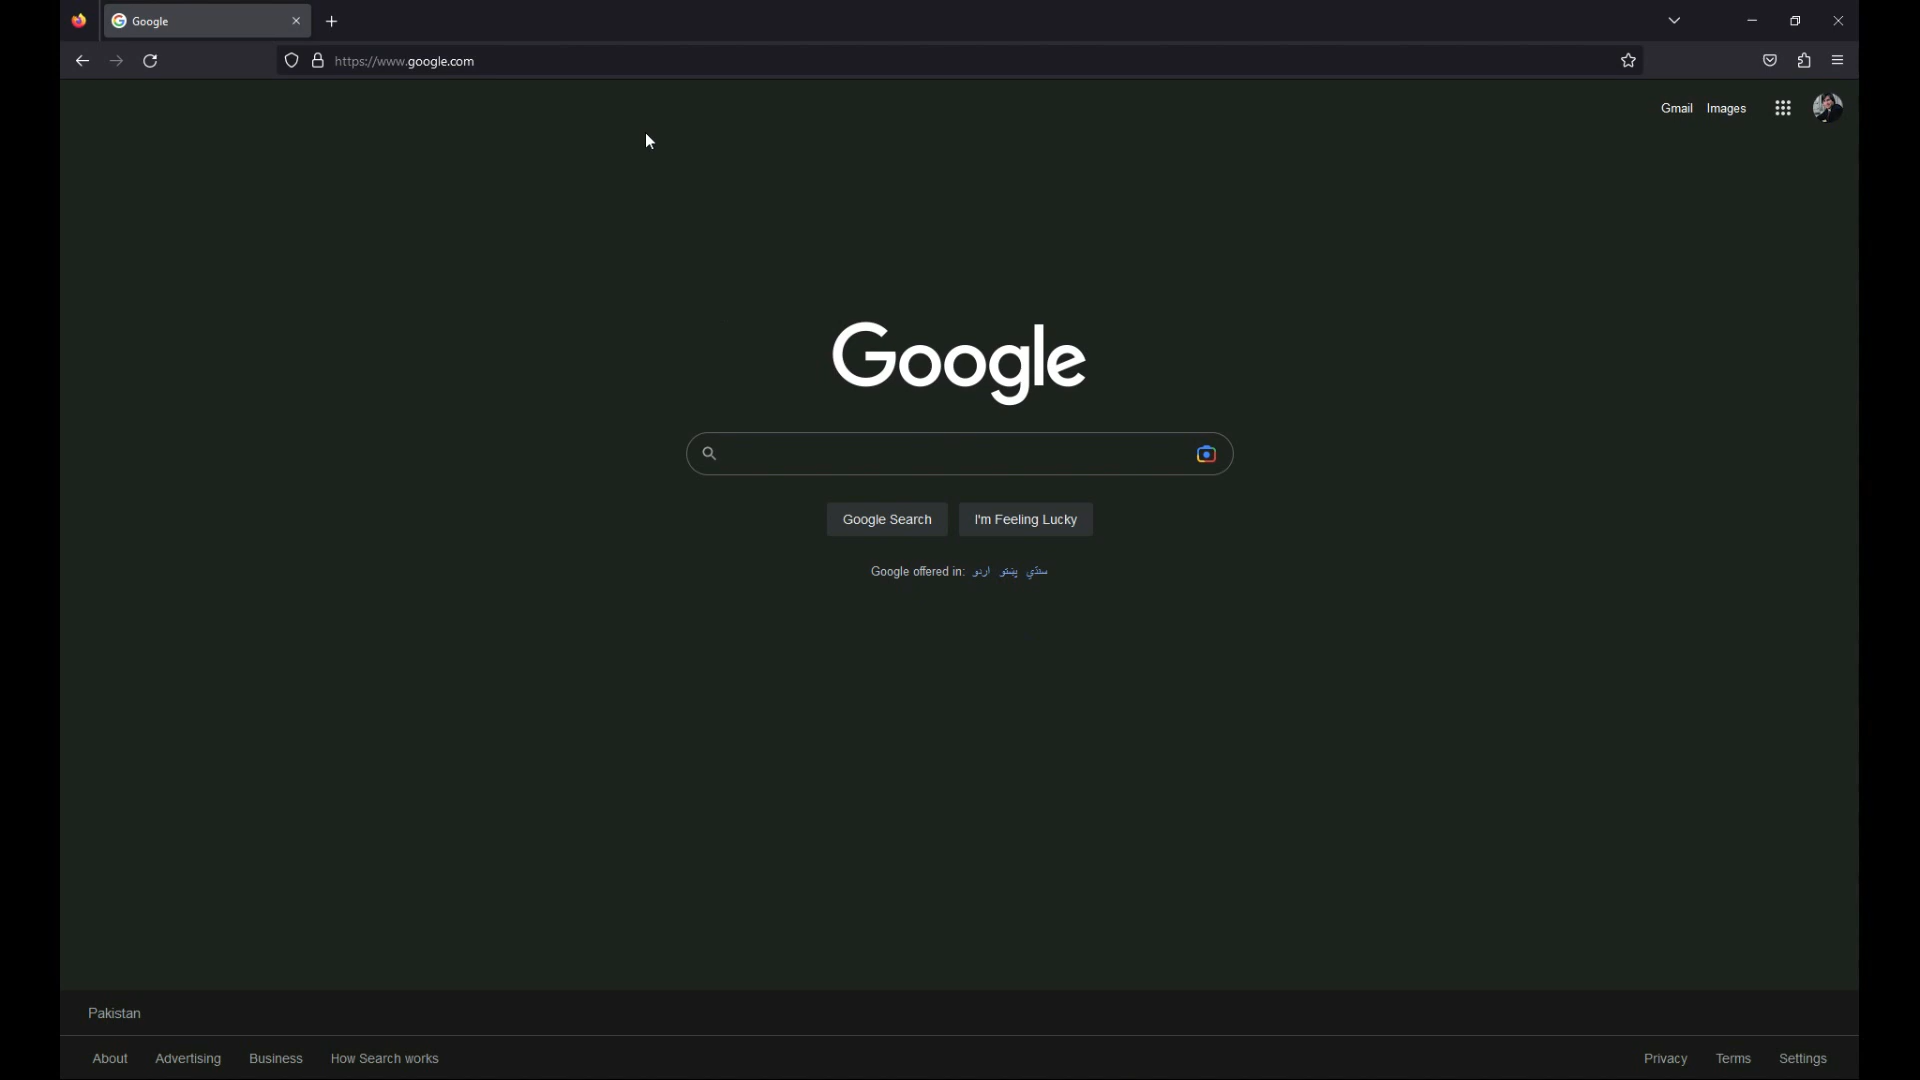 Google
https://www.google.com
Gmail Images
Google
Google Search I'm Feeling Lucky
Google offered in: اردو پښتو سنڌي
Pakistan
About Advertising Business How Search works Privacy Terms Settings